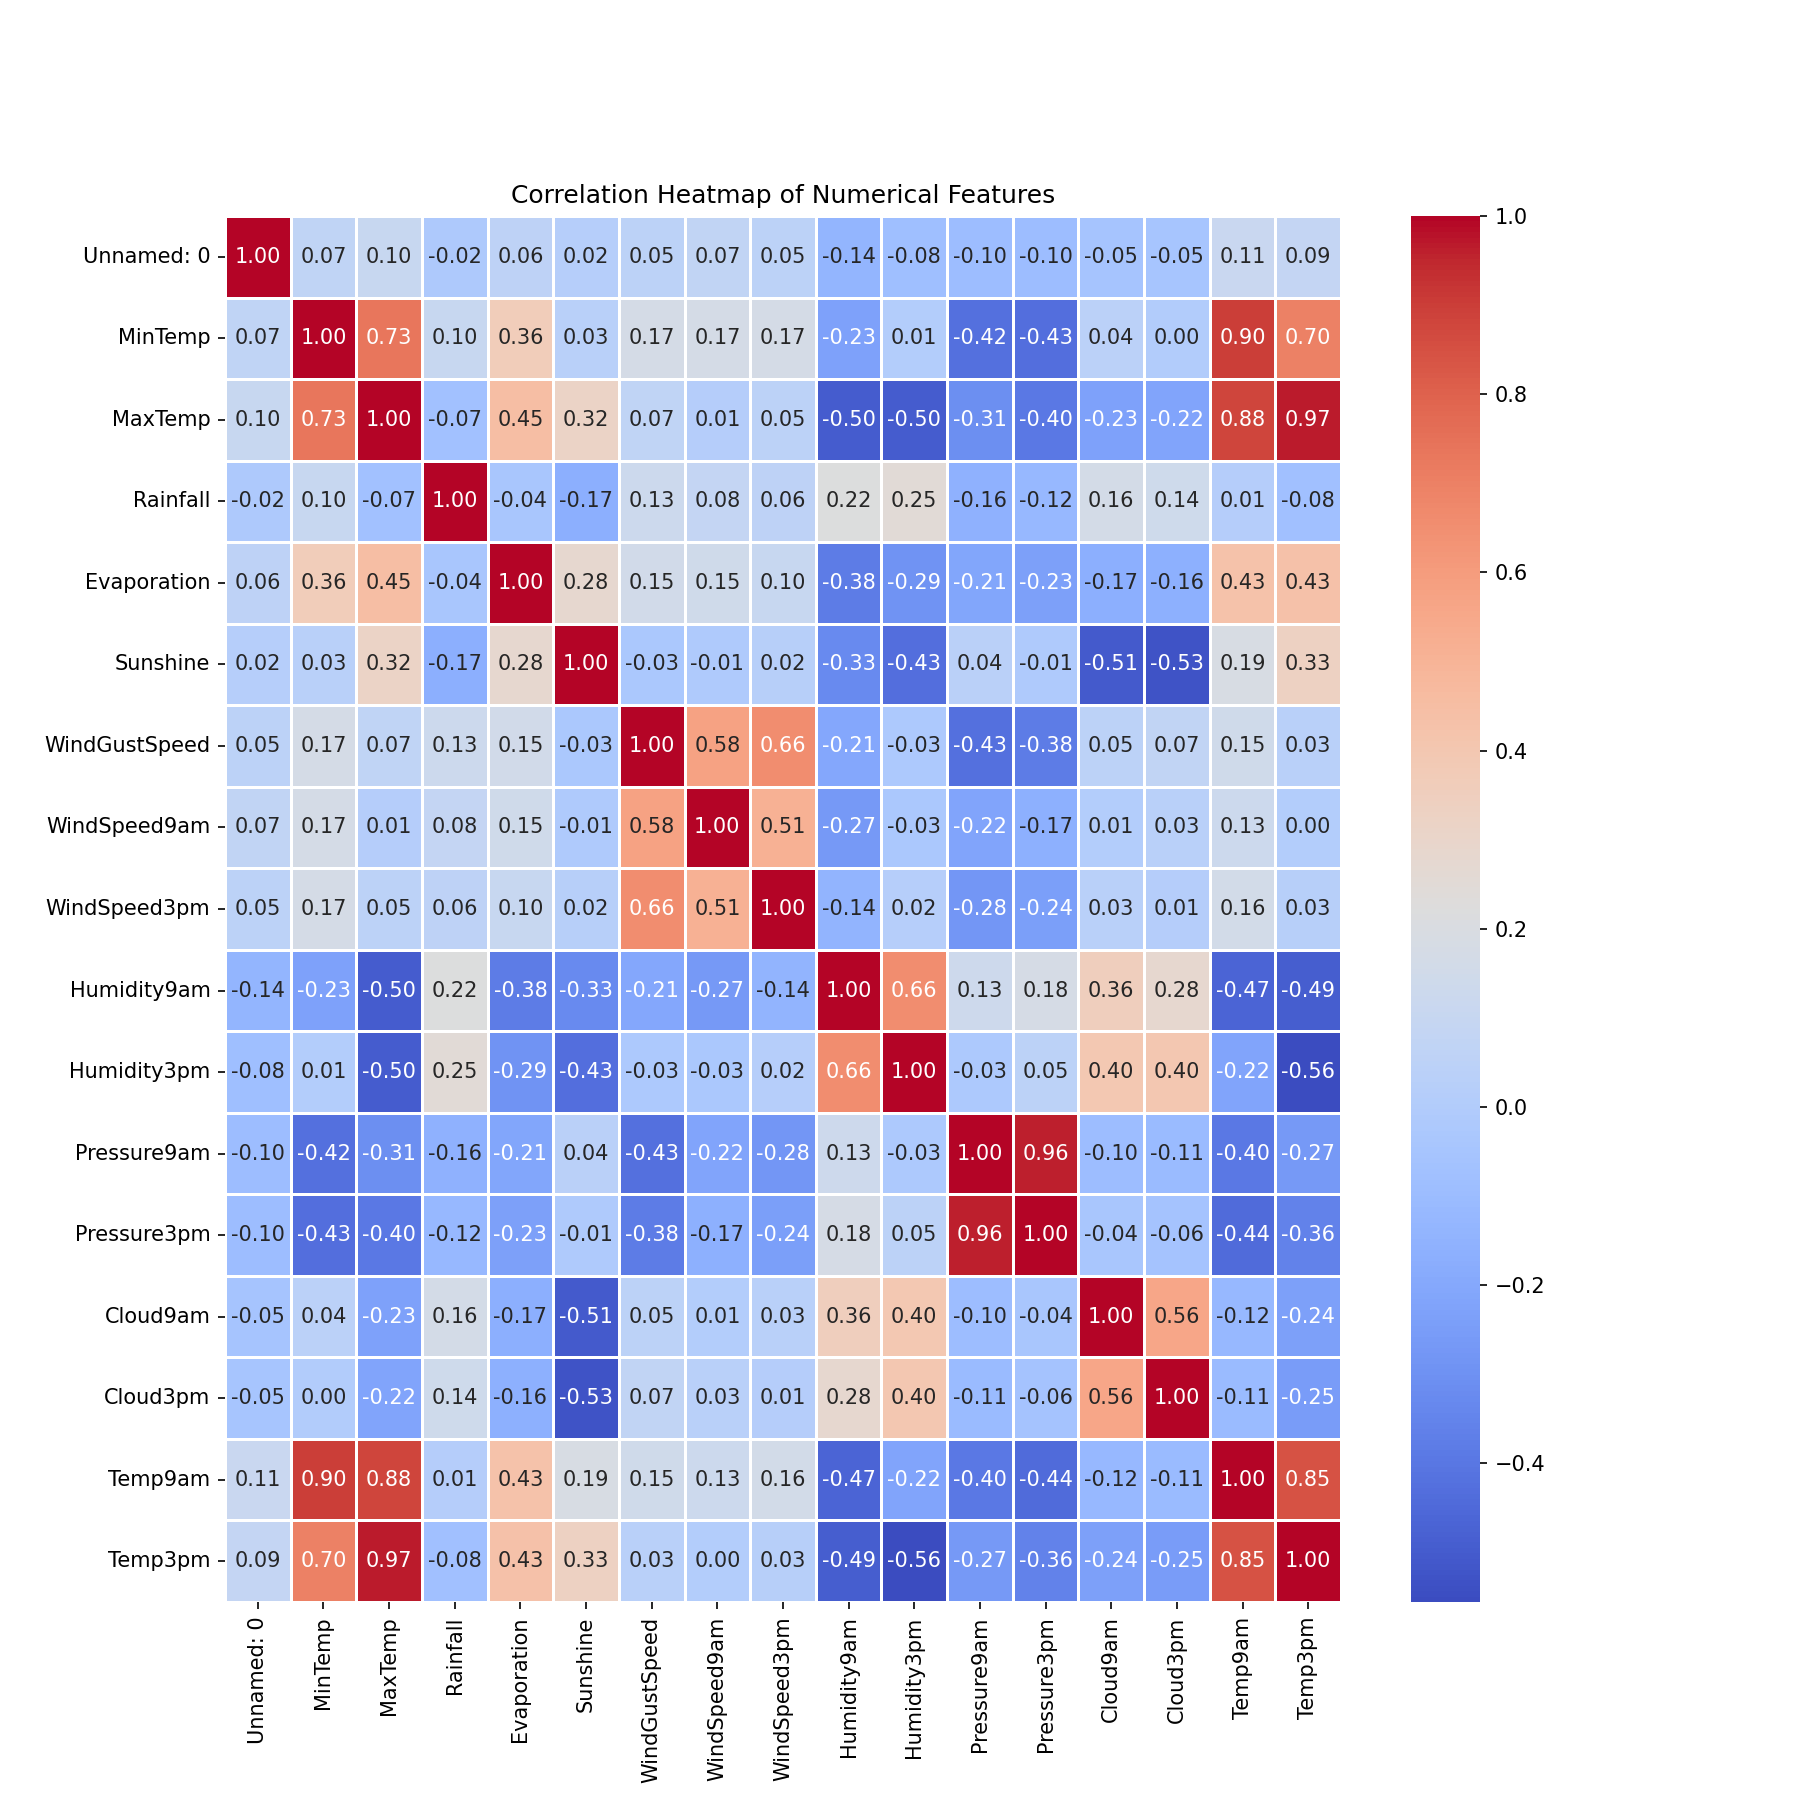 Correlation Heatmap of Numerical Features
Unnamed: 0 1.00 0.07 0.10 -0.02 0.06 0.02 0.05 0.07 0.05 -0.14 -0.08 -0.10 -0.10 -0.05 -0.05 0.11 0.09
MinTemp 0.07 1.00 0.73 0.10 0.36 0.03 0.17 0.17 0.17 -0.23 0.01 -0.42 -0.43 0.04 0.00 0.90 0.70
MaxTemp 0.10 0.73 1.00 -0.07 0.45 0.32 0.07 0.01 0.05 -0.50 -0.50 -0.31 -0.40 -0.23 -0.22 0.88 0.97
Rainfall -0.02 0.10 -0.07 1.00 -0.04 -0.17 0.13 0.08 0.06 0.22 0.25 -0.16 -0.12 0.16 0.14 0.01 -0.08
Evaporation 0.06 0.36 0.45 -0.04 1.00 0.28 0.15 0.15 0.10 -0.38 -0.29 -0.21 -0.23 -0.17 -0.16 0.43 0.43
Sunshine 0.02 0.03 0.32 -0.17 0.28 1.00 -0.03 -0.01 0.02 -0.33 -0.43 0.04 -0.01 -0.51 -0.53 0.19 0.33
WindGustSpeed 0.05 0.17 0.07 0.13 0.15 -0.03 1.00 0.58 0.66 -0.21 -0.03 -0.43 -0.38 0.05 0.07 0.15 0.03
WindSpeed9am 0.07 0.17 0.01 0.08 0.15 -0.01 0.58 1.00 0.51 -0.27 -0.03 -0.22 -0.17 0.01 0.03 0.13 0.00
WindSpeed3pm 0.05 0.17 0.05 0.06 0.10 0.02 0.66 0.51 1.00 -0.14 0.02 -0.28 -0.24 0.03 0.01 0.16 0.03
Humidity9am -0.14 -0.23 -0.50 0.22 -0.38 -0.33 -0.21 -0.27 -0.14 1.00 0.66 0.13 0.18 0.36 0.28 -0.47 -0.49
Humidity3pm -0.08 0.01 -0.50 0.25 -0.29 -0.43 -0.03 -0.03 0.02 0.66 1.00 -0.03 0.05 0.40 0.40 -0.22 -0.56
Pressure9am -0.10 -0.42 -0.31 -0.16 -0.21 0.04 -0.43 -0.22 -0.28 0.13 -0.03 1.00 0.96 -0.10 -0.11 -0.40 -0.27
Pressure3pm -0.10 -0.43 -0.40 -0.12 -0.23 -0.01 -0.38 -0.17 -0.24 0.18 0.05 0.96 1.00 -0.04 -0.06 -0.44 -0.36
Cloud9am -0.05 0.04 -0.23 0.16 -0.17 -0.51 0.05 0.01 0.03 0.36 0.40 -0.10 -0.04 1.00 0.56 -0.12 -0.24
Cloud3pm -0.05 0.00 -0.22 0.14 -0.16 -0.53 0.07 0.03 0.01 0.28 0.40 -0.11 -0.06 0.56 1.00 -0.11 -0.25
Temp9am 0.11 0.90 0.88 0.01 0.43 0.19 0.15 0.13 0.16 -0.47 -0.22 -0.40 -0.44 -0.12 -0.11 1.00 0.85
Temp3pm 0.09 0.70 0.97 -0.08 0.43 0.33 0.03 0.00 0.03 -0.49 -0.56 -0.27 -0.36 -0.24 -0.25 0.85 1.00
Unnamed: 0
MinTemp
MaxTemp
Rainfall
Evaporation
Sunshine
WindGustSpeed
WindSpeed9am
WindSpeed3pm
Humidity9am
Humidity3pm
Pressure9am
Pressure3pm
Cloud9am
Cloud3pm
Temp9am
Temp3pm
1.0
0.8
0.6
0.4
0.2
0.0
−0.2
−0.4